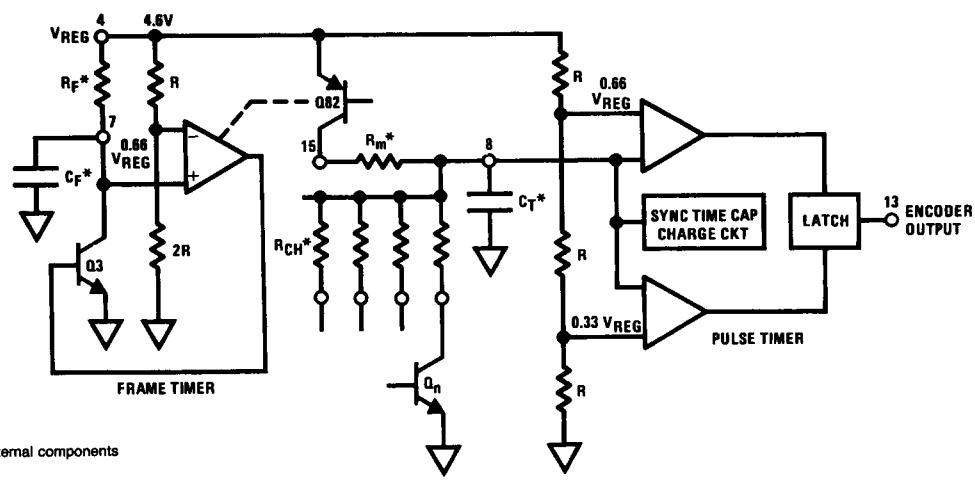 4 4.6V
VREG
RF* R
7 0.66
VREG
CF*
− +
Q3 2R
FRAME TIMER
Q82
15 Rm* 8
CT*
RCH*
Qn
R 0.66
VREG
R
0.33 VREG
R
SYNC TIME CAP
CHARGE CKT
PULSE TIMER
LATCH
13 ENCODER
OUTPUT
ternal components